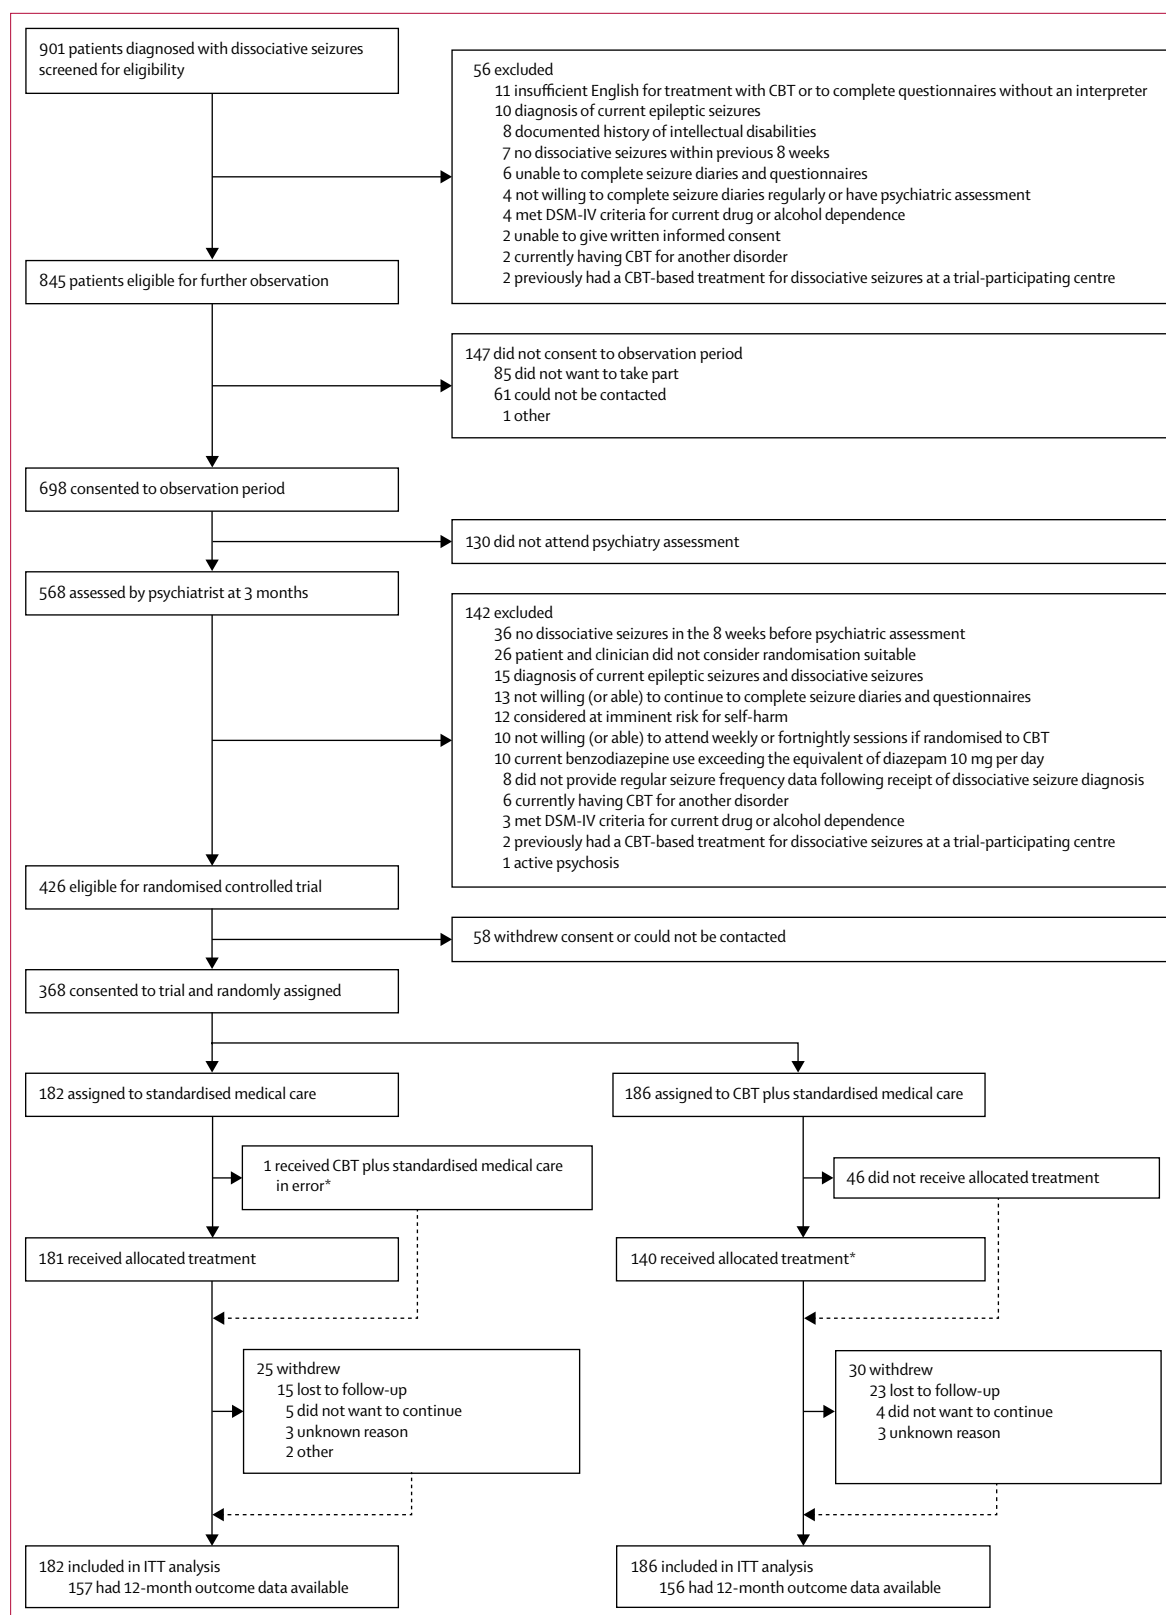 901 patients diagnosed with dissociative seizures
screened for eligibility
56 excluded
11 insufficient English for treatment with CBT or to complete questionnaires without an interpreter
10 diagnosis of current epileptic seizures
8 documented history of intellectual disabilities
7 no dissociative seizures within previous 8 weeks
6 unable to complete seizure diaries and questionnaires
4 not willing to complete seizure diaries regularly or have psychiatric assessment
4 met DSM-IV criteria for current drug or alcohol dependence
2 unable to give written informed consent
2 currently having CBT for another disorder
2 previously had a CBT-based treatment for dissociative seizures at a trial-participating centre
845 patients eligible for further observation
147 did not consent to observation period
85 did not want to take part
61 could not be contacted
1 other
698 consented to observation period
130 did not attend psychiatry assessment
568 assessed by psychiatrist at 3 months
142 excluded
36 no dissociative seizures in the 8 weeks before psychiatric assessment
26 patient and clinician did not consider randomisation suitable
15 diagnosis of current epileptic seizures and dissociative seizures
13 not willing (or able) to continue to complete seizure diaries and questionnaires
12 considered at imminent risk for self-harm
10 not willing (or able) to attend weekly or fortnightly sessions if randomised to CBT
10 current benzodiazepine use exceeding the equivalent of diazepam 10 mg per day
8 did not provide regular seizure frequency data following receipt of dissociative seizure diagnosis
6 currently having CBT for another disorder
3 met DSM-IV criteria for current drug or alcohol dependence
2 previously had a CBT-based treatment for dissociative seizures at a trial-participating centre
1 active psychosis
426 eligible for randomised controlled trial
58 withdrew consent or could not be contacted
368 consented to trial and randomly assigned
182 assigned to standardised medical care
186 assigned to CBT plus standardised medical care
1 received CBT plus standardised medical care
in error*
46 did not receive allocated treatment
181 received allocated treatment
140 received allocated treatment*
25 withdrew
15 lost to follow-up
5 did not want to continue
3 unknown reason
2 other
30 withdrew
23 lost to follow-up
4 did not want to continue
3 unknown reason
182 included in ITT analysis
157 had 12-month outcome data available
186 included in ITT analysis
156 had 12-month outcome data available